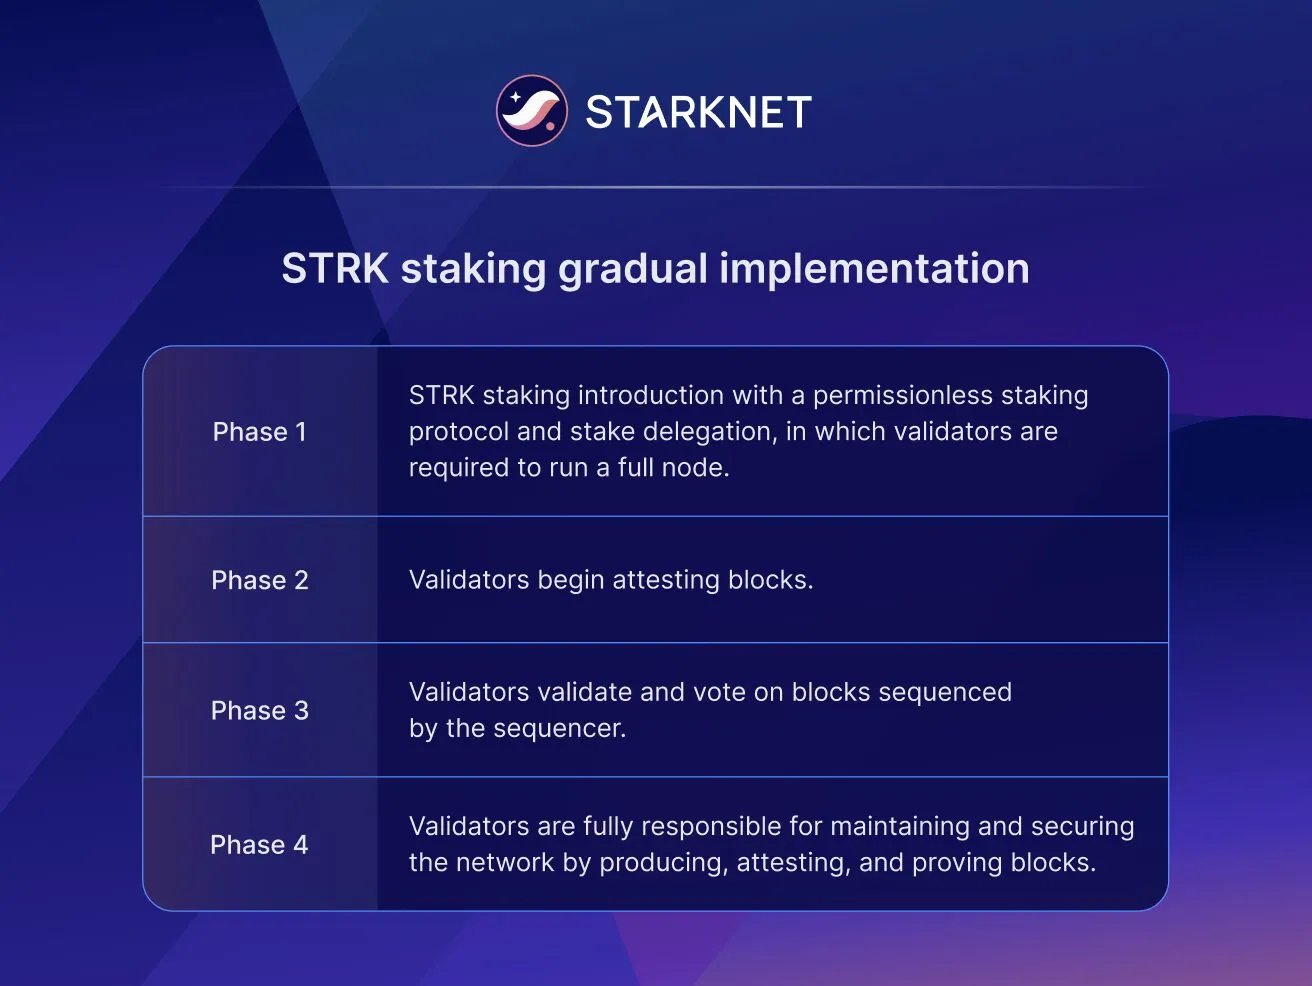 STARKNET
STRK staking gradual implementation
Phase 1
STRK staking introduction with a permissionless staking
protocol and stake delegation, in which validators are
required to run a full node.
Phase 2
Validators begin attesting blocks.
Phase 3
Validators validate and vote on blocks sequenced
by the sequencer.
Phase 4
Validators are fully responsible for maintaining and securing
the network by producing, attesting, and proving blocks.